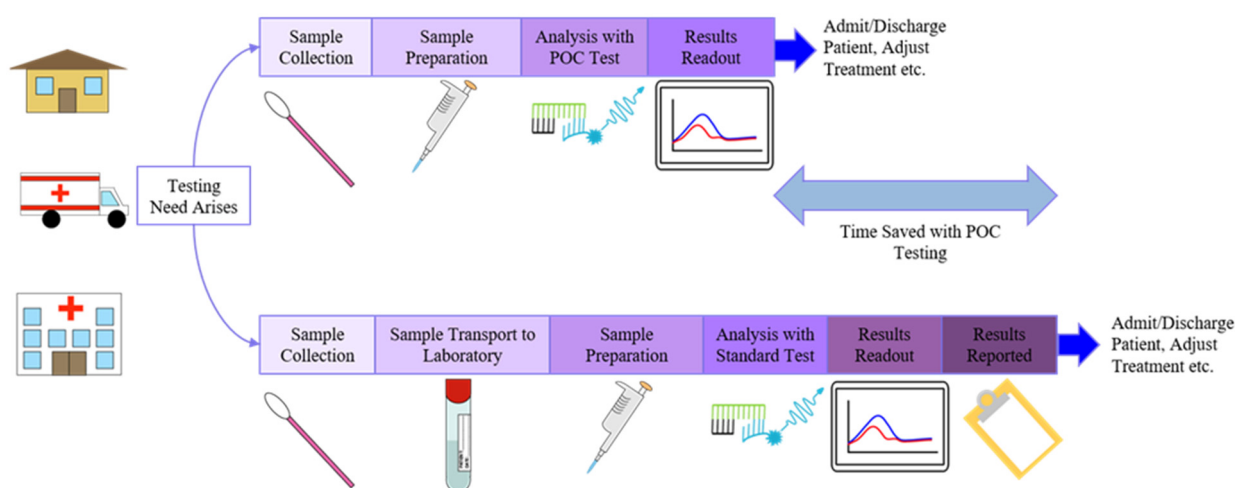 Sample
Collection
Sample
Preparation
Analysis with
POC Test
Results
Readout
Admit/Discharge
Patient, Adjust
Treatment etc.
Testing
Need Arises
Time Saved with POC
Testing
Sample
Collection
Sample Transport to
Laboratory
Sample
Preparation
Analysis with
Standard Test
Results
Readout
Results
Reported
Admit/Discharge
Patient, Adjust
Treatment etc.